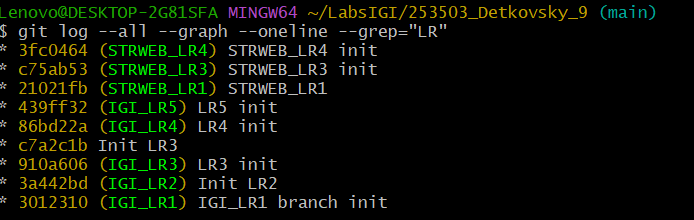 Lenovo@DESKTOP-2G81SFA MINGW64 ~/LabsIGI/253503_Detkovsky_9 (main)
$ git log --all --graph --oneline --grep="LR"
* 3fc0464 (STRWEB_LR4) STRWEB_LR4 init
* c75ab53 (STRWEB_LR3) STRWEB_LR3 init
* 21021fb (STRWEB_LR1) STRWEB_LR1
* 439ff32 (IGI_LR5) LR5 init
* 86bd22a (IGI_LR4) LR4 init
* c7a2c1b Init LR3
* 910a606 (IGI_LR3) LR3 init
* 3a442bd (IGI_LR2) Init LR2
* 3012310 (IGI_LR1) IGI_LR1 branch init